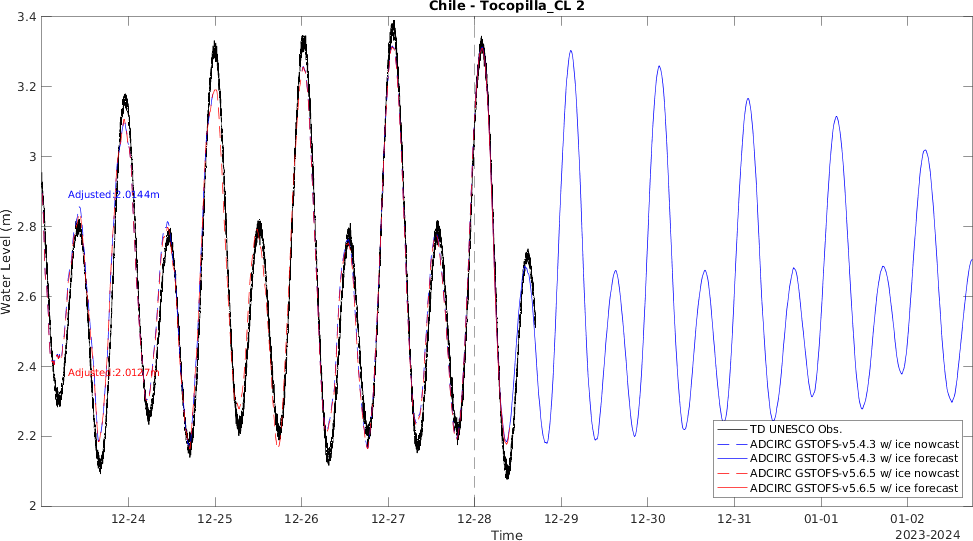 Chile - Tocopilla_CL 2
3.4
3.2
3
2.8
2.6
2.4
2.2
2
Water Level (m)
Adjusted:2.0144m
Adjusted:2.0127m
TD UNESCO Obs.
ADCIRC GSTOFS-v5.4.3 w/ ice nowcast
ADCIRC GSTOFS-v5.4.3 w/ ice forecast
ADCIRC GSTOFS-v5.6.5 w/ ice nowcast
ADCIRC GSTOFS-v5.6.5 w/ ice forecast
12-24 12-25 12-26 12-27 12-28 12-29 12-30 12-31 01-01 01-02
Time
2023-2024